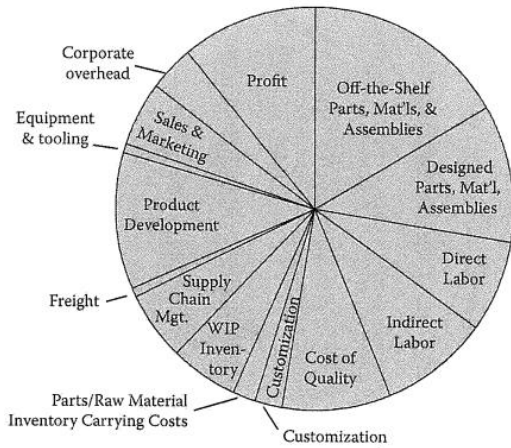 Corporate
overhead
Profit
Off-the-Shelf
Parts, Mat'ls, &
Assemblies
Equipment
& tooling
Sales &
Marketing
Designed
Parts, Mat'l,
Assemblies
Product
Development
Direct
Labor
Freight
Supply
Chain
Mgt.
WIP
Inven-
tory
Customization
Cost of
Quality
Indirect
Labor
Parts/Raw Material
Inventory Carrying Costs
Customization